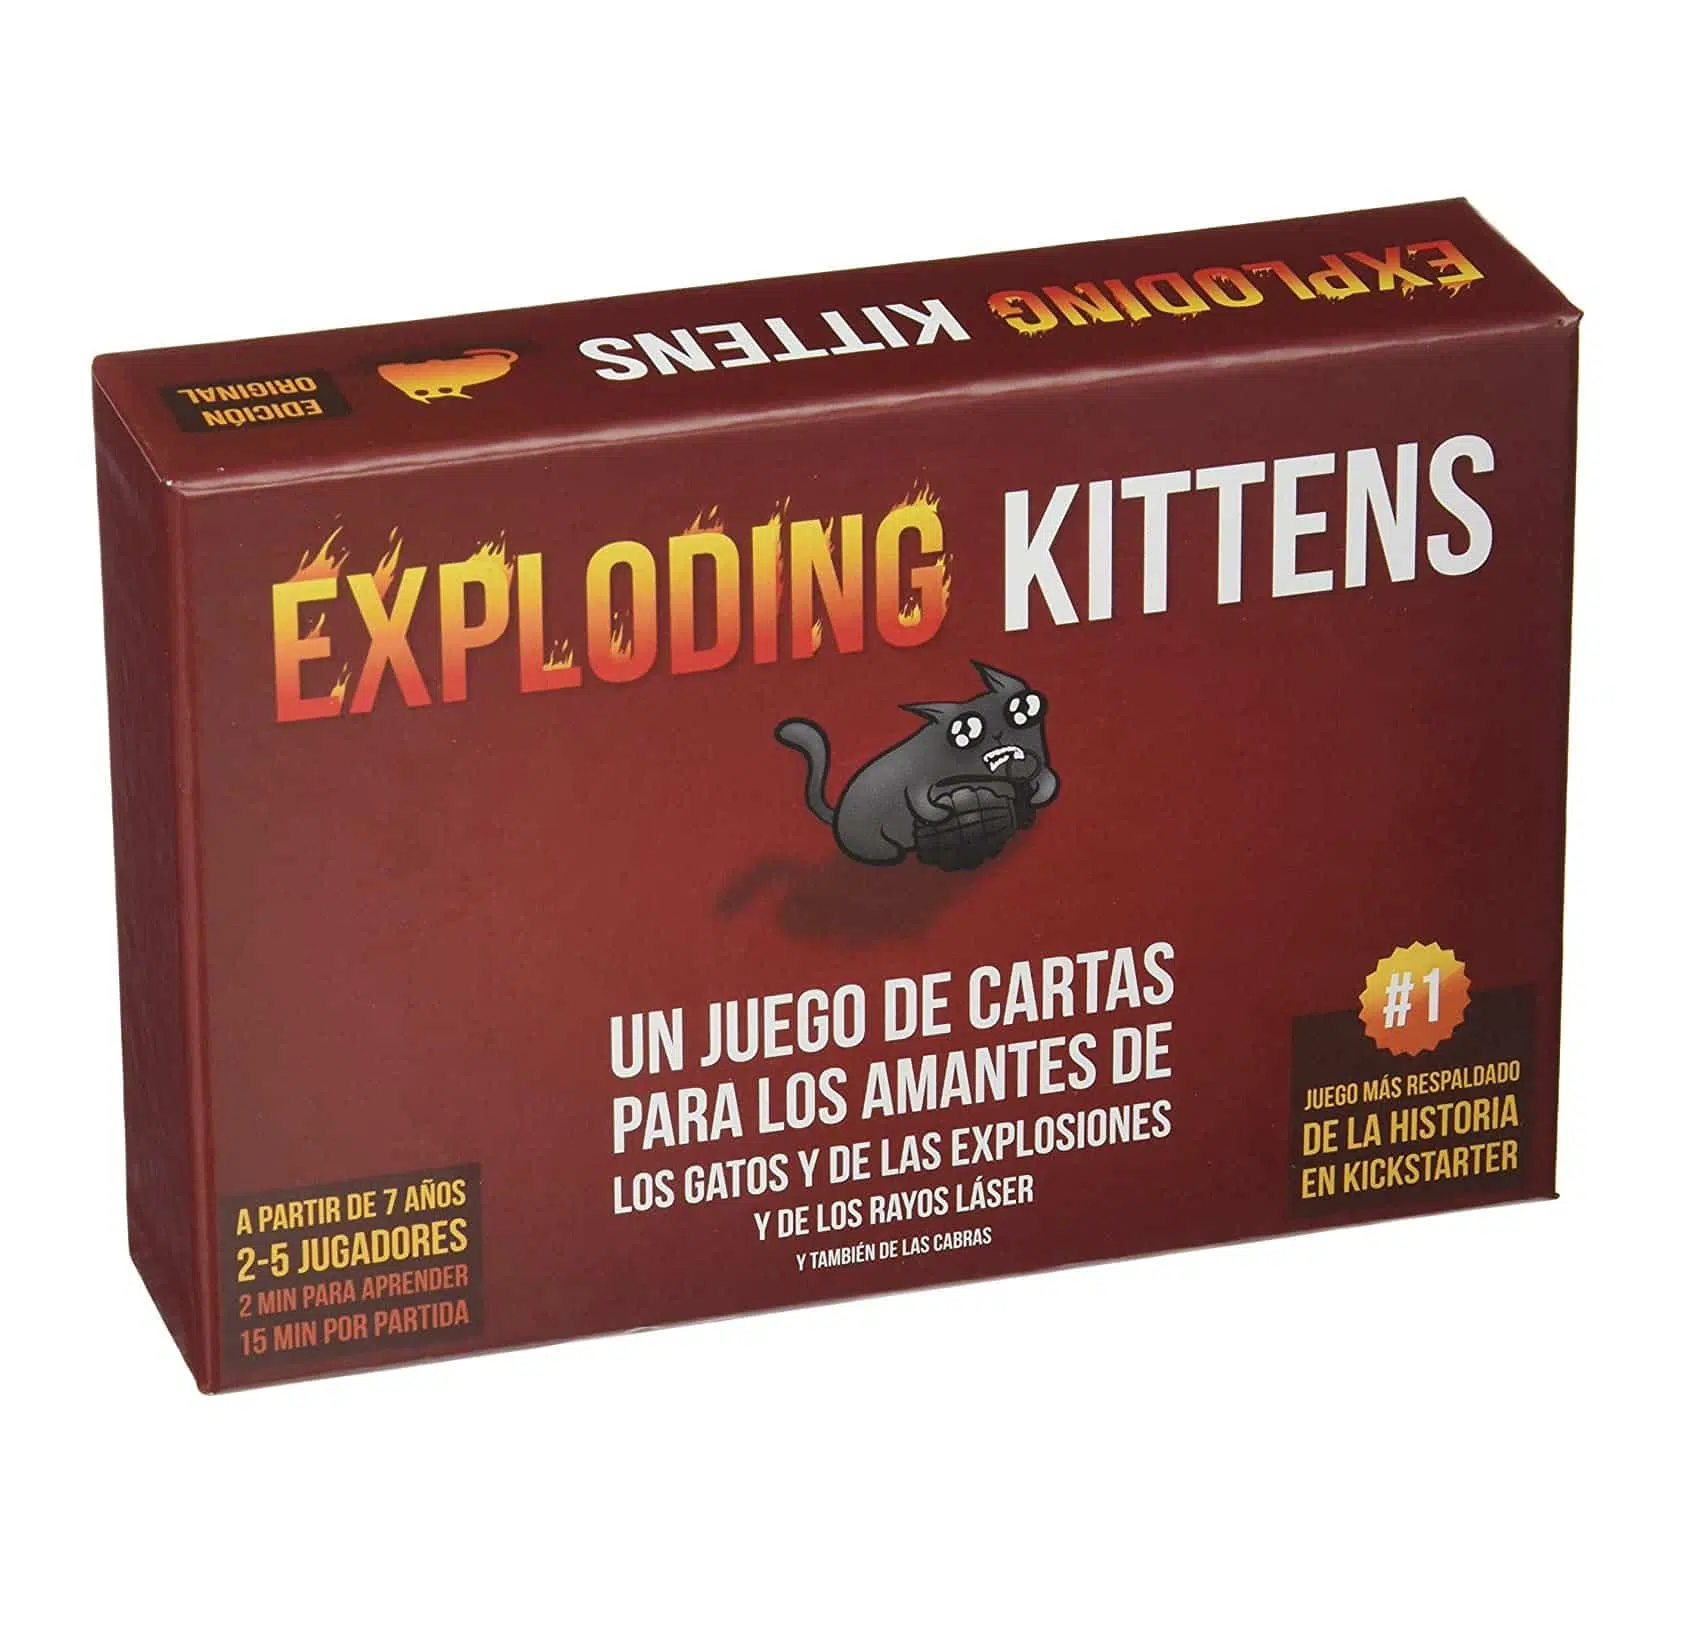 EXPLODING KITTENS
EDICIÓN
ORIGINAL
EXPLODING KITTENS
UN JUEGO DE CARTAS
PARA LOS AMANTES DE
LOS GATOS Y DE LAS EXPLOSIONES
Y DE LOS RAYOS LÁSER
Y TAMBIÉN DE LAS CABRAS
A PARTIR DE 7 AÑOS
2-5 JUGADORES
2 MIN PARA APRENDER
15 MIN POR PARTIDA
#1
JUEGO MÁS RESPALDADO
DE LA HISTORIA
EN KICKSTARTER